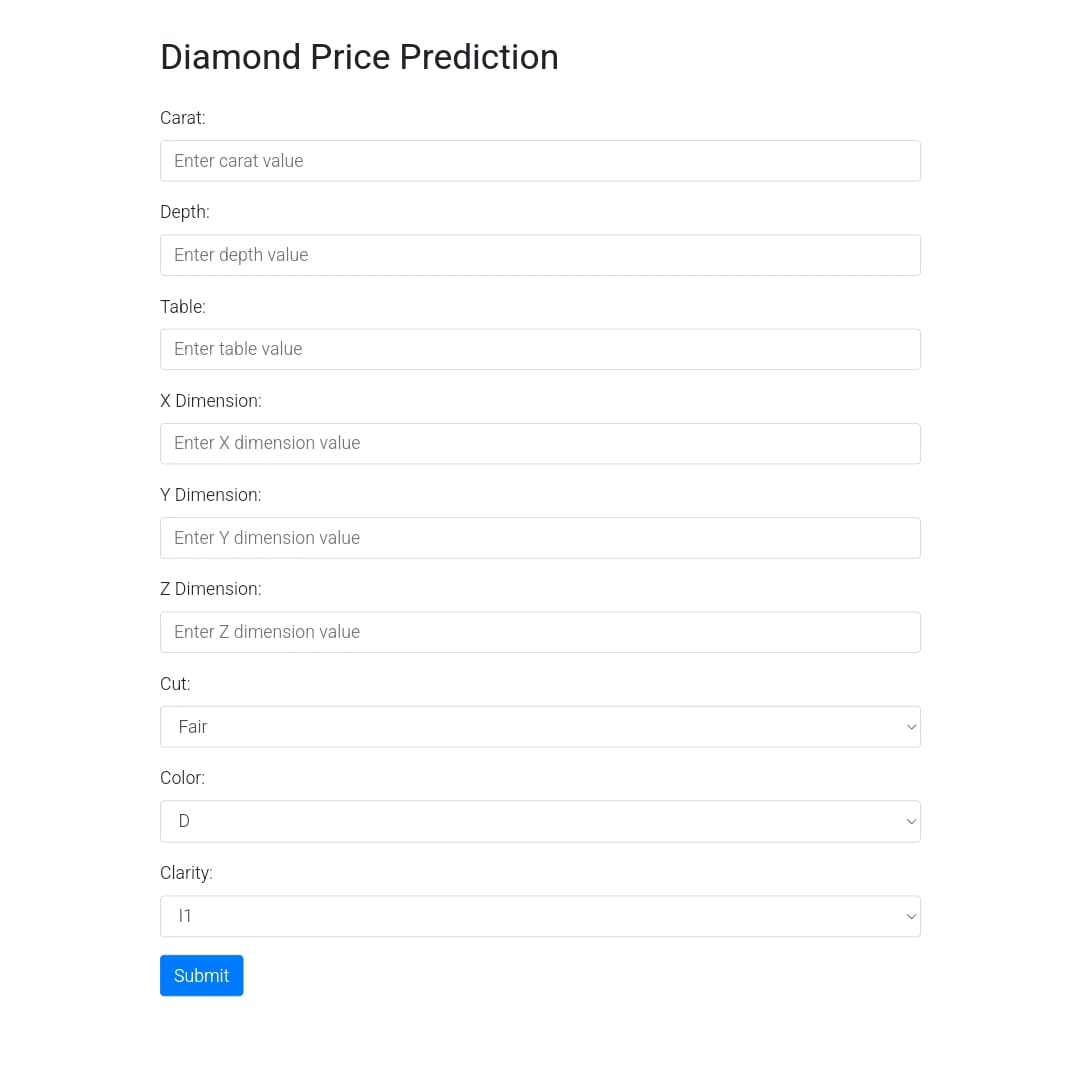 Diamond Price Prediction
Carat:
Enter carat value
Depth:
Enter depth value
Table:
Enter table value
X Dimension:
Enter X dimension value
Y Dimension:
Enter Y dimension value
Z Dimension:
Enter Z dimension value
Cut:
Fair
Color:
D
Clarity:
I1
Submit